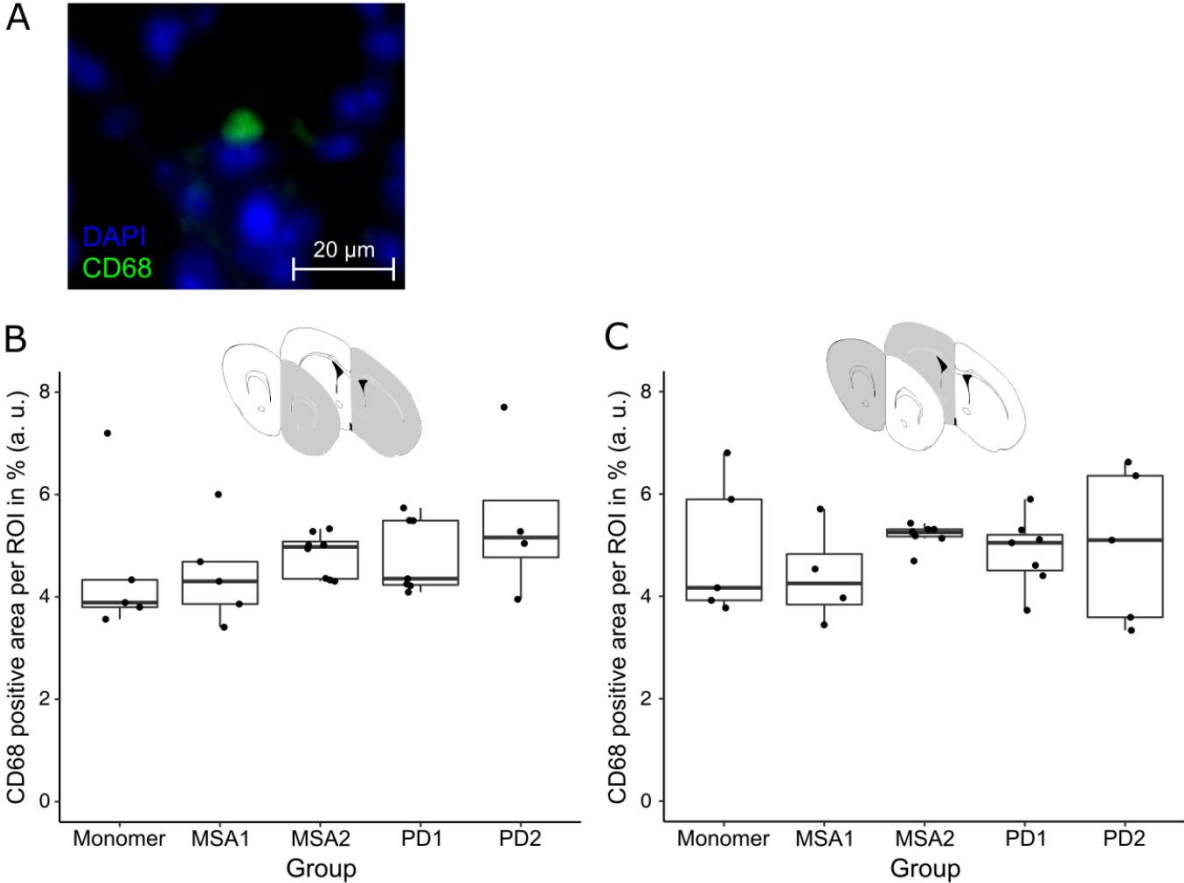 A
DAPI
CD68
20 µm
B
CD68 positive area per ROI in % (a. u.)
8
6
4
2
0
Monomer MSA1 MSA2 PD1 PD2
Group
C
CD68 positive area per ROI in % (a. u.)
8
6
4
2
0
Monomer MSA1 MSA2 PD1 PD2
Group